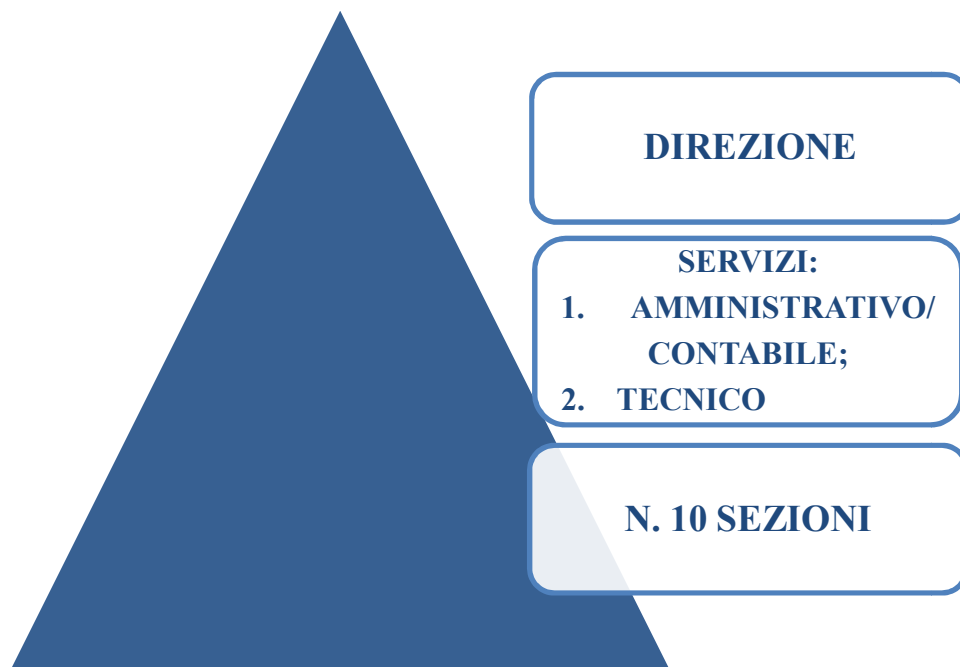 DIREZIONE
SERVIZI:
1. AMMINISTRATIVO/
CONTABILE;
2. TECNICO
N. 10 SEZIONI